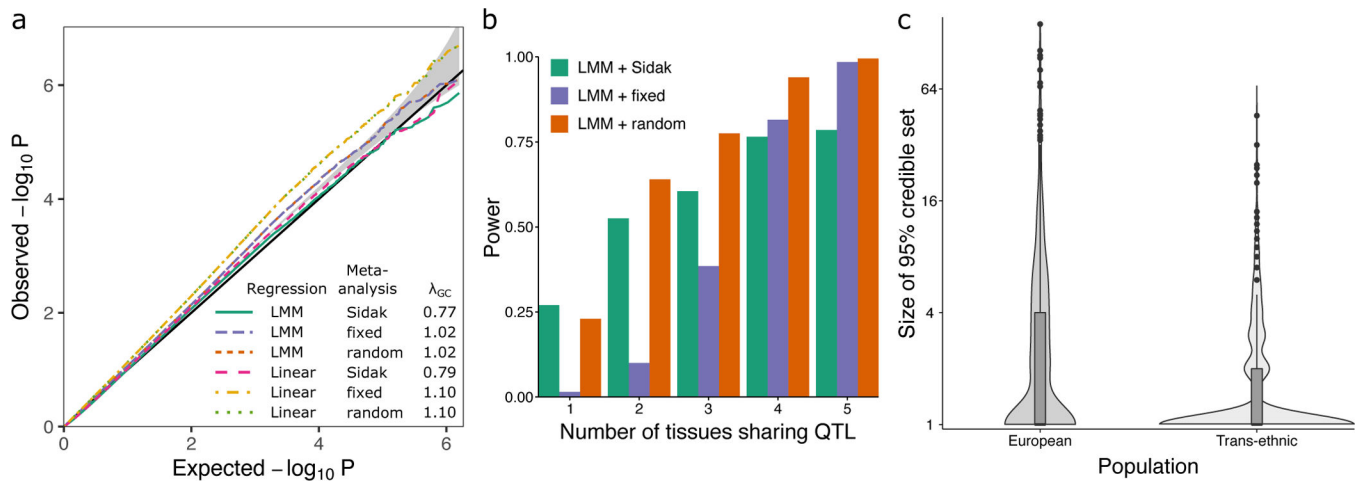 a
Observed −log10 P
6
4
2
0
Meta-
Regression analysis λGC
LMM Sidak 0.77
LMM fixed 1.02
LMM random 1.02
Linear Sidak 0.79
Linear fixed 1.10
Linear random 1.10
0 2 4 6
Expected −log10 P
b
Power
1.00
0.75
0.50
0.25
0.00
LMM + Sidak
LMM + fixed
LMM + random
1 2 3 4 5
Number of tissues sharing QTL
c
Size of 95% credible set
64
16
4
1
European Trans-ethnic
Population